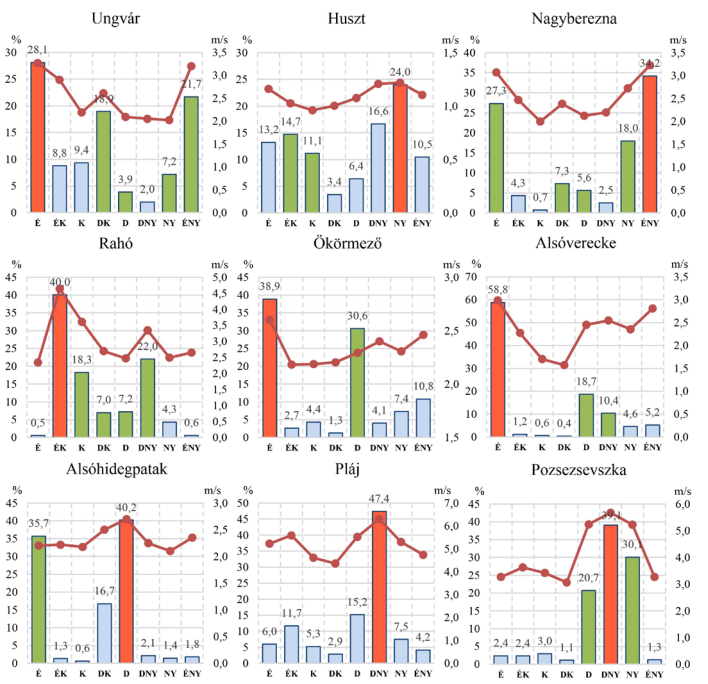 Ungvár
% m/s
30 3,5
25 3,0
20 2,5
15 2,0
10 1,5
5 1,0
0 0,5
0,0
28,1 8,8 9,4 18,9 3,9 2,0 7,2 21,7
É ÉK K DK D DNY NY ÉNY
Huszt
% m/s
30 1,5
25
20 1,0
15
10 0,5
5
0 0,0
13,2 14,7 11,1 3,4 6,4 16,6 24,0 10,5
É ÉK K DK D DNY NY ÉNY
Nagyberezna
% m/s
40 3,5
35 3,0
30 2,5
25 2,0
20 1,5
15 1,0
10 0,5
5 0,0
0
27,3 4,3 0,7 7,3 5,6 2,5 18,0 34,2
É ÉK K DK D DNY NY ÉNY
Rahó
% m/s
45 5,0
40 4,5
35 4,0
30 3,5
25 3,0
20 2,5
15 2,0
10 1,5
5 1,0
0 0,5
0,0
0,5 40,0 18,3 7,0 7,2 22,0 4,3 0,6
É ÉK K DK D DNY NY ÉNY
Ökörmező
% m/s
45 3,0
40
35 2,5
30
25
20 2,0
15
10
5
0 1,5
38,9 2,7 4,4 1,3 30,6 4,1 7,4 10,8
É ÉK K DK D DNY NY ÉNY
Alsóverecke
% m/s
70 3,5
60 3,0
50 2,5
40 2,0
30 1,5
20 1,0
10 0,5
0 0,0
58,8 1,2 0,6 0,4 18,7 10,4 4,6 5,2
É ÉK K DK D DNY NY ÉNY
Alsóhidegpatak
% m/s
45 3,0
40 2,5
35 2,0
30 1,5
25 1,0
20 0,5
15 0,0
10
5
0
35,7 1,3 0,6 16,7 40,2 2,1 1,4 1,8
É ÉK K DK D DNY NY ÉNY
Pláj
% m/s
50 7,0
45 6,0
40 5,0
35 4,0
30 3,0
25 2,0
20 1,0
15 0,0
10
5
0
6,0 11,7 5,3 2,9 15,2 47,4 7,5 4,2
É ÉK K DK D DNY NY ÉNY
Pozsezsevszka
% m/s
45 6,0
40 5,0
35 4,0
30 3,0
25 2,0
20 1,0
15 0,0
10
5
0
2,4 2,4 3,0 1,1 20,7 39,1 30,1 1,3
É ÉK K DK D DNY NY ÉNY